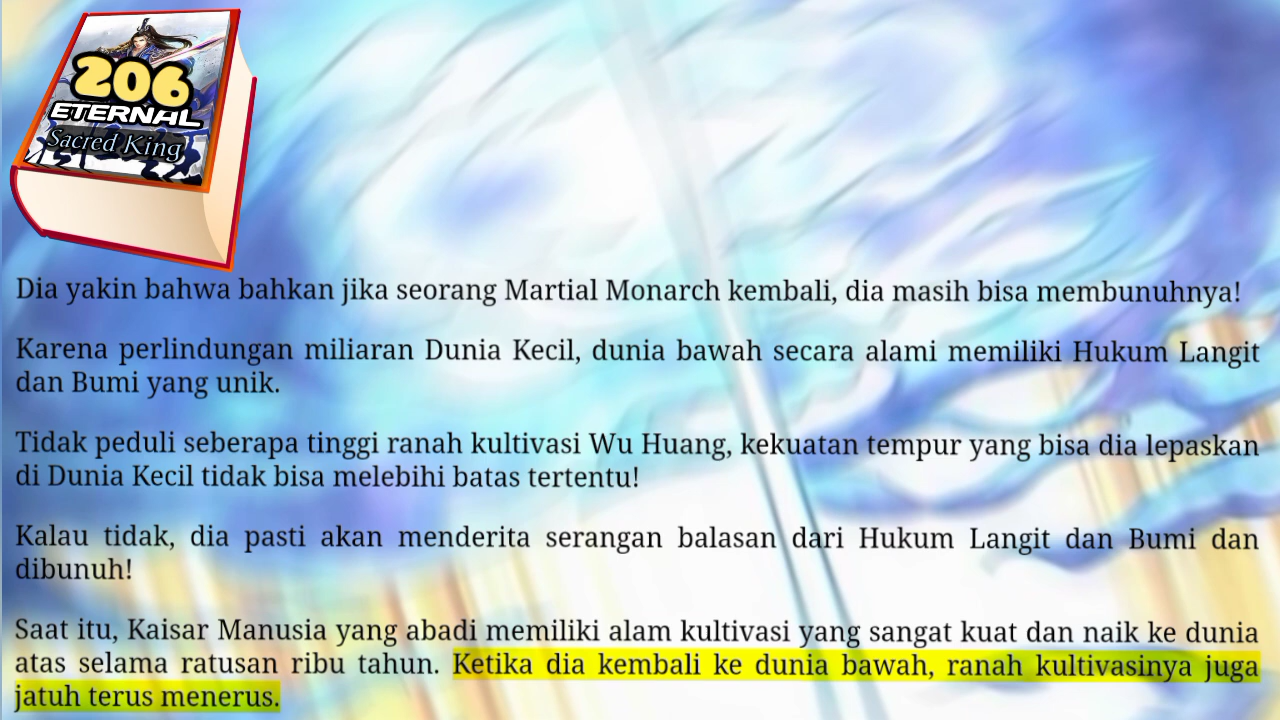 206
ETERNAL
Sacred King
Dia yakin bahwa bahkan jika seorang Martial Monarch kembali, dia masih bisa membunuhnya!
Karena perlindungan miliaran Dunia Kecil, dunia bawah secara alami memiliki Hukum Langit
dan Bumi yang unik.
Tidak peduli seberapa tinggi ranah kultivasi Wu Huang, kekuatan tempur yang bisa dia lepaskan
di Dunia Kecil tidak bisa melebihi batas tertentu!
Kalau tidak, dia pasti akan menderita serangan balasan dari Hukum Langit dan Bumi dan
dibunuh!
Saat itu, Kaisar Manusia yang abadi memiliki alam kultivasi yang sangat kuat dan naik ke dunia
atas selama ratusan ribu tahun. Ketika dia kembali ke dunia bawah, ranah kultivasinya juga
jatuh terus menerus.